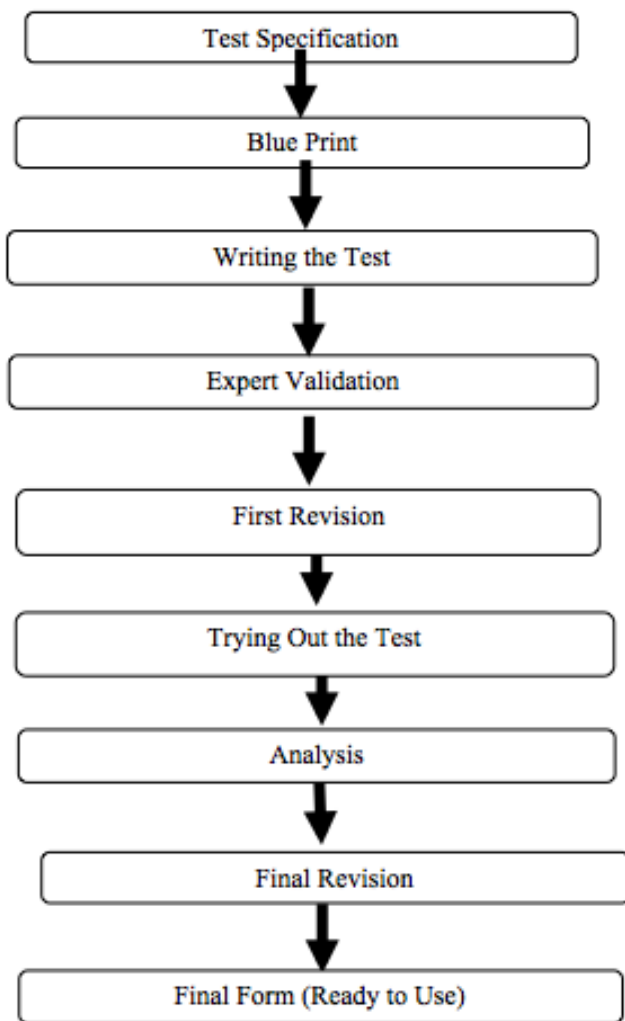 Test Specification
Blue Print
Writing the Test
Expert Validation
First Revision
Trying Out the Test
Analysis
Final Revision
Final Form (Ready to Use)